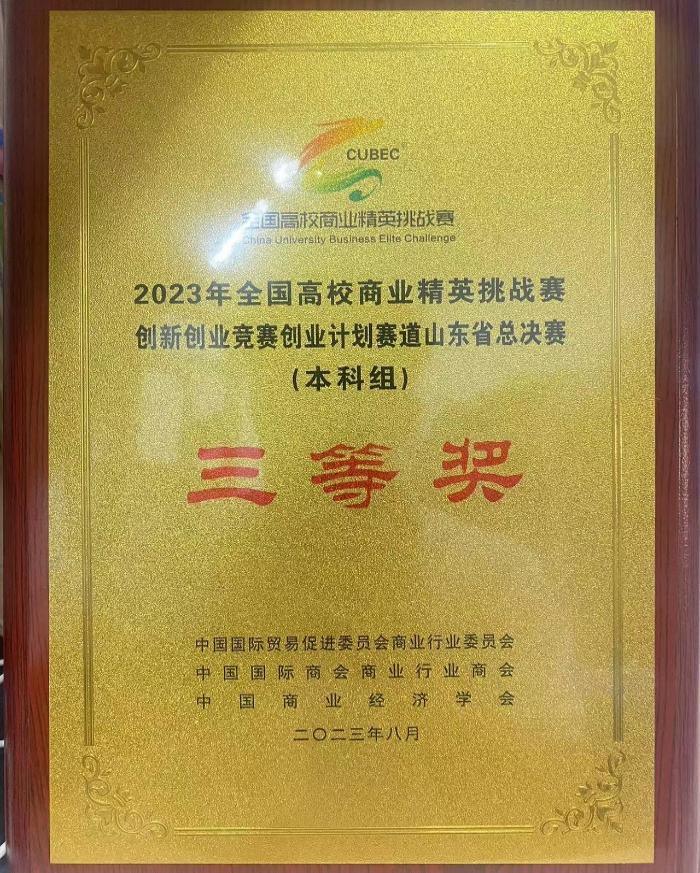 CUBEC
全国高校商业精英挑战赛
China University Business Elite Challenge
2023年全国高校商业精英挑战赛
创新创业竞赛创业计划赛道山东省总决赛
(本科组)
三等奖
中国国际贸易促进委员会商业行业委员会
中国国际商会商业行业商会
中国商业经济学会
二〇二三年八月